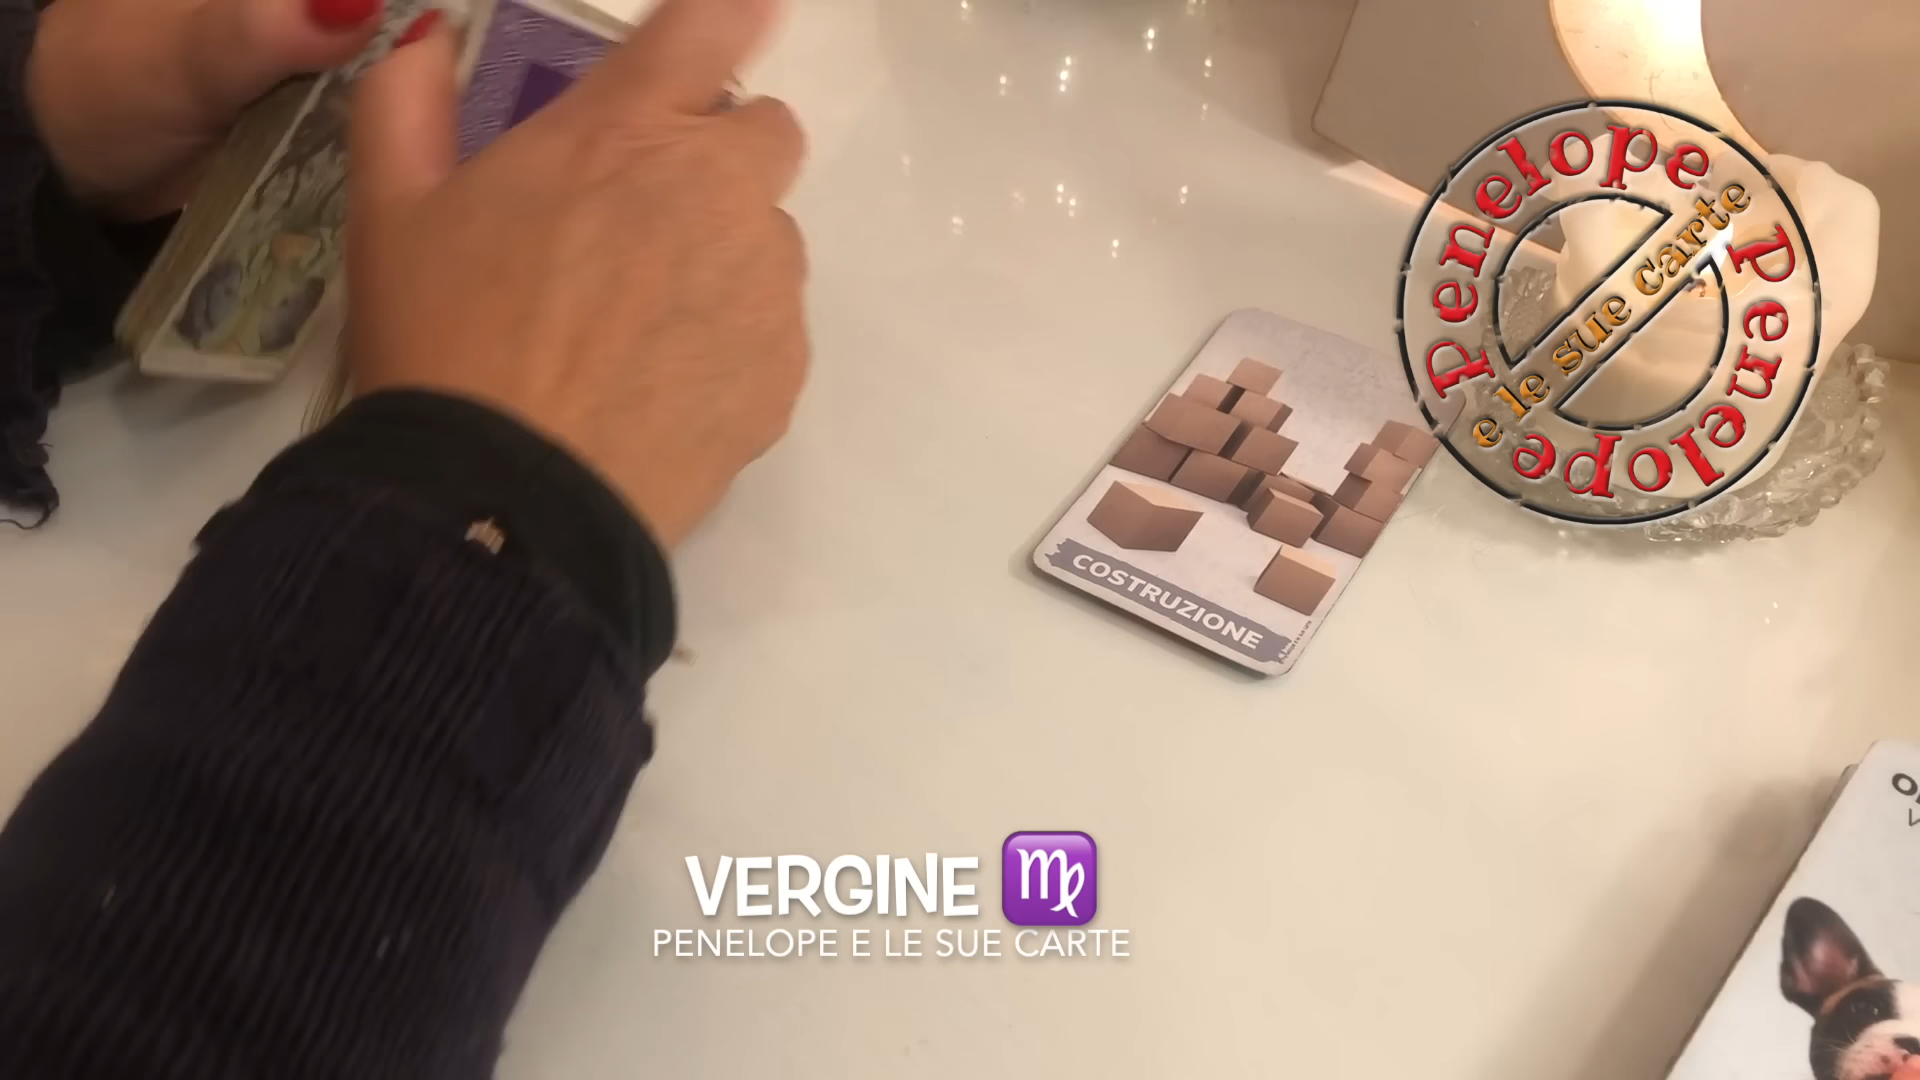 Penelope Penelope
e le sue carte
COSTRUZIONE
VERGINE ♍
PENELOPE E LE SUE CARTE